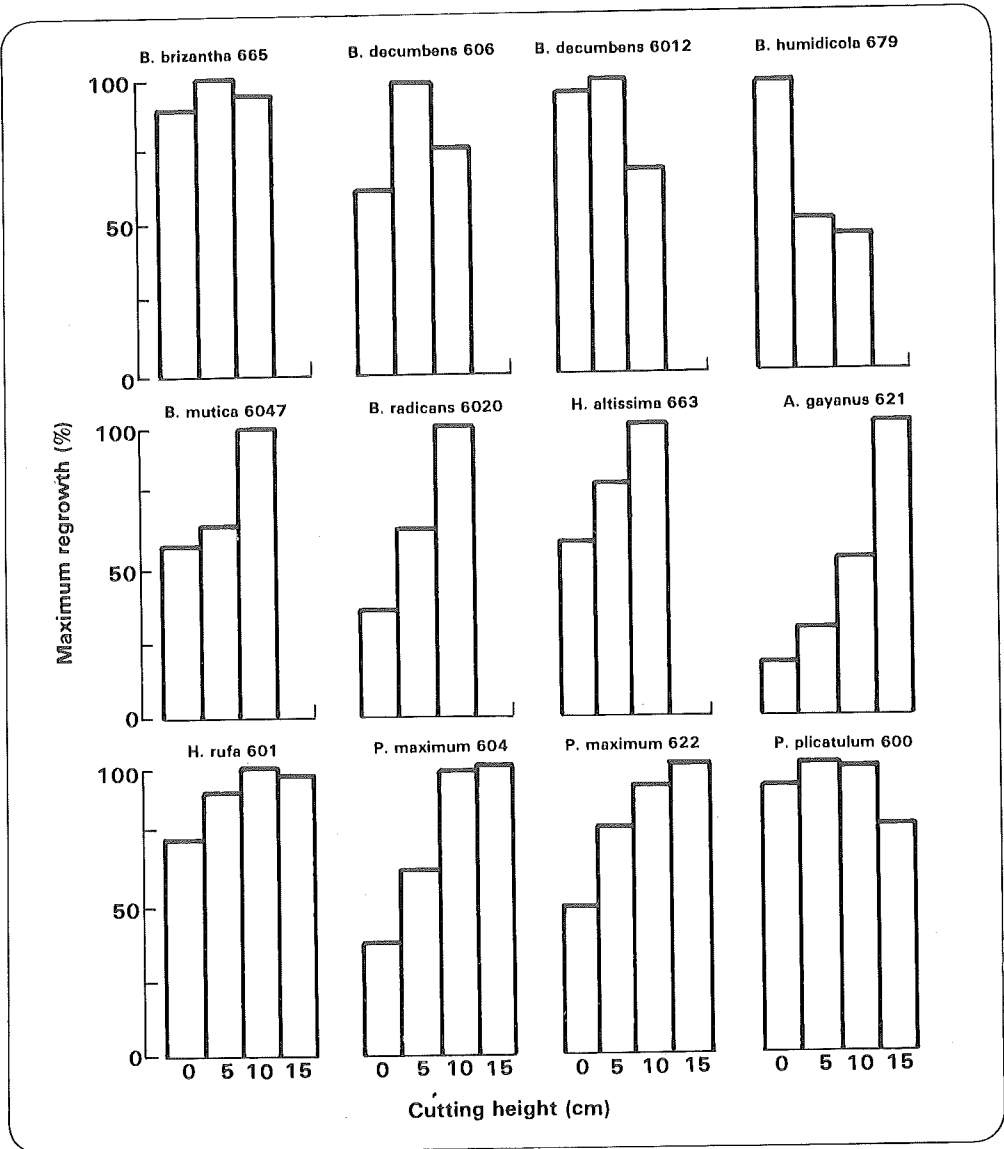 B. brizantha 665
B. decumbens 606
B. decumbens 6012
B. humidicola 679
100
50
0
B. mutica 6047
B. radicans 6020
H. altissima 663
A. gayanus 621
Maximum regrowth (%)
100
50
0
H. rufa 601
P. maximum 604
P. maximum 622
P. plicatulum 600
100
50
0
0 5 10 15
0 5 10 15
0 5 10 15
0 5 10 15
Cutting height (cm)